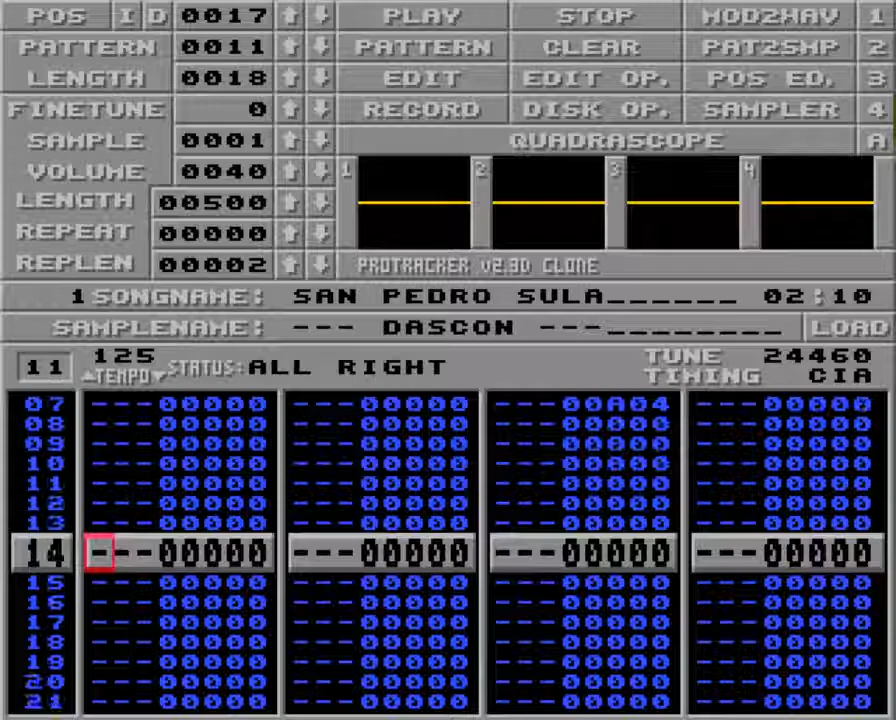 POS I D 0017 PLAY STOP MOD2WAV 1
PATTERN 0011 PATTERN CLEAR PAT2SMP 2
LENGTH 0018 EDIT EDIT OP. POS ED. 3
FINETUNE 0 RECORD DISK OP. SAMPLER 4
SAMPLE 0001 QUADRASCOPE A
VOLUME 0040 1 2 3 4
LENGTH 00500
REPEAT 00000
REPLEN 00002 PROTRACKER V2.3D CLONE
1 SONGNAME: SAN PEDRO SULA______ 02:10
SAMPLENAME: --- DASCON ---________ LOAD
11 125 TEMPO STATUS: ALL RIGHT TUNE 24460
TIMING CIA
07 ---00000 ---00000 ---00A04 ---00000
08 ---00000 ---00000 ---00000 ---00000
09 ---00000 ---00000 ---00000 ---00000
10 ---00000 ---00000 ---00000 ---00000
11 ---00000 ---00000 ---00000 ---00000
12 ---00000 ---00000 ---00000 ---00000
13 ---00000 ---00000 ---00000 ---00000
14 ---00000 ---00000 ---00000 ---00000
15 ---00000 ---00000 ---00000 ---00000
16 ---00000 ---00000 ---00000 ---00000
17 ---00000 ---00000 ---00000 ---00000
18 ---00000 ---00000 ---00000 ---00000
19 ---00000 ---00000 ---00000 ---00000
20 ---00000 ---00000 ---00000 ---00000
21 ---00000 ---00000 ---00000 ---00000